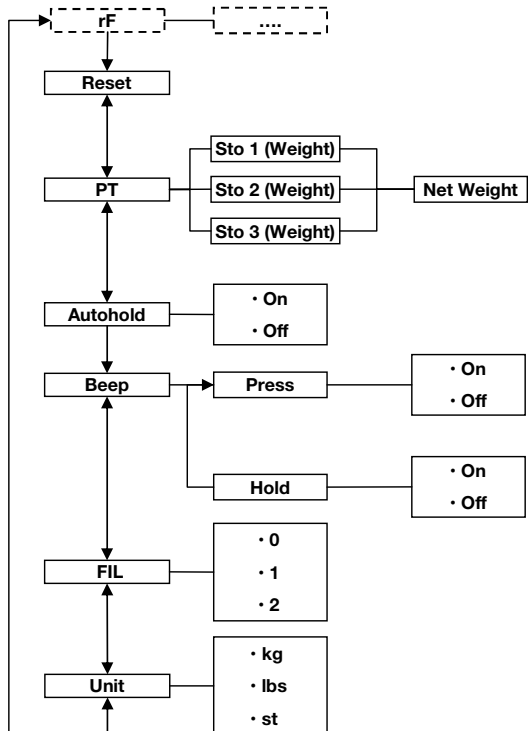 rF
....
Reset
Sto 1 (Weight)
PT
Sto 2 (Weight)
Net Weight
Sto 3 (Weight)
Autohold
· On
· Off
Beep
Press
· On
· Off
Hold
· On
· Off
FIL
· 0
· 1
· 2
Unit
· kg
· lbs
· st